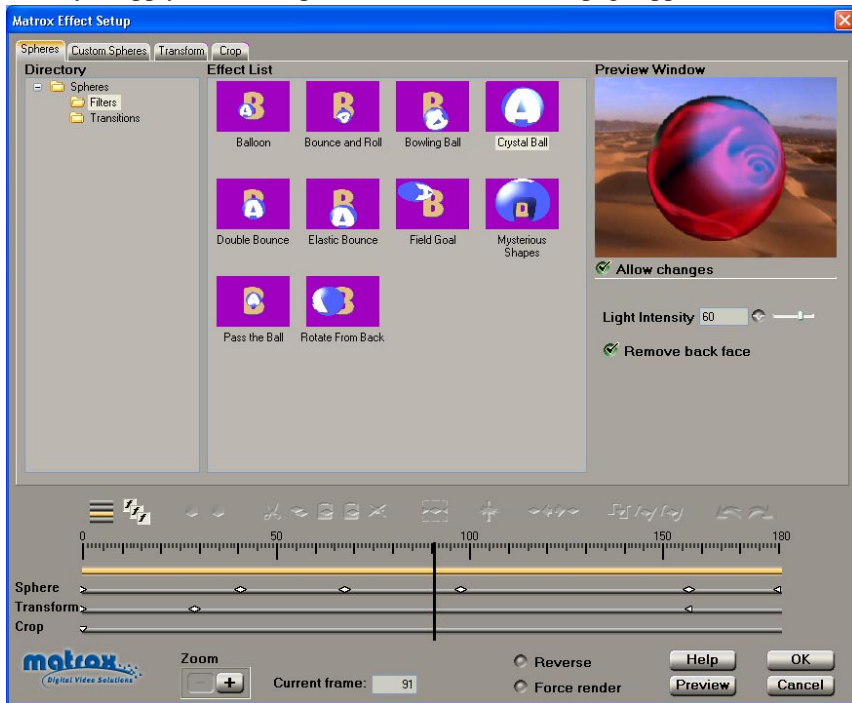 Matrox Effect Setup
Spheres Custom Spheres Transform Crop
Directory Effect List Preview Window
Spheres
Filters
Transitions
Balloon Bounce and Roll Bowling Ball Crystal Ball
Double Bounce Elastic Bounce Field Goal Mysterious
Shapes
Pass the Ball Rotate From Back
Allow changes
Light Intensity 60
Remove back face
0 50 100 150 180
Sphere
Transform
Crop
matrox
Digital Video Solutions
Zoom
Current frame: 91
Reverse
Force render
Help OK
Preview Cancel